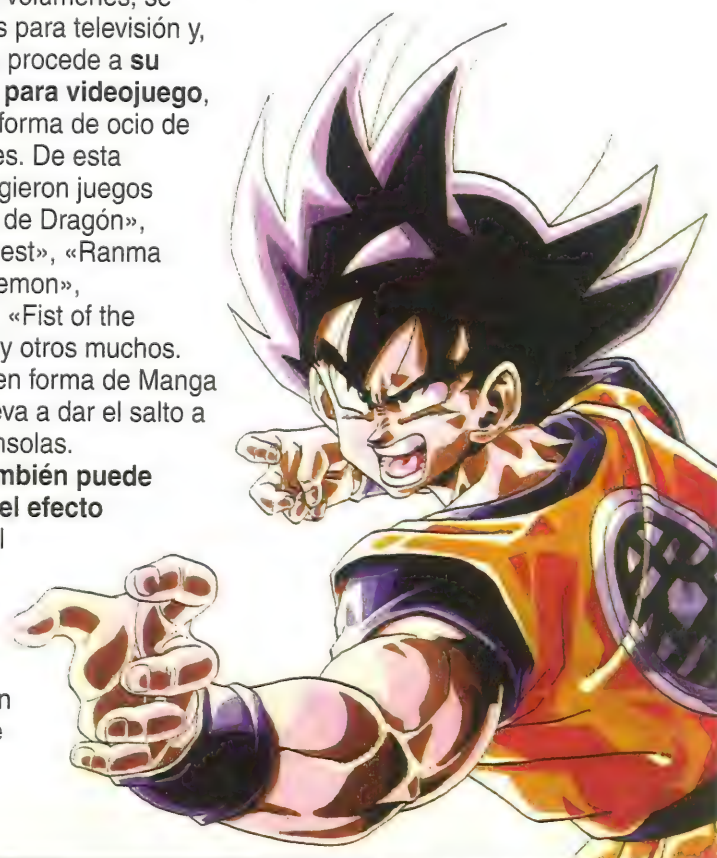 volúmenes, se
s para televisión y,
procede a su
para videojuego,
forma de ocio de
es. De esta
gieron juegos
de Dragón»,
est», «Ranma
emon»,
«Fist of the
y otros muchos.
en forma de Manga
eva a dar el salto a
nsolas.
mbién puede
el efecto
l
n
e